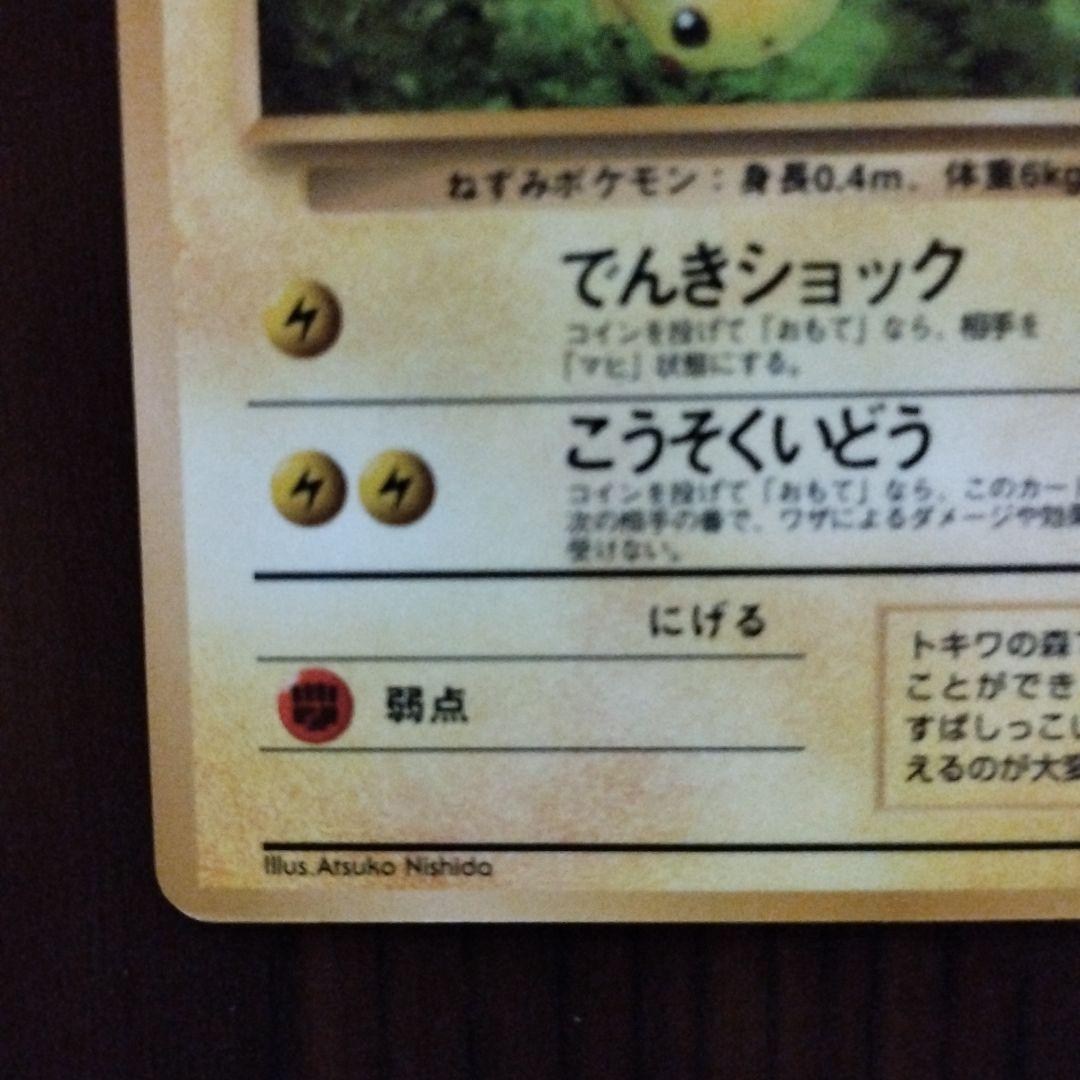 ねずみポケモン：身長0.4m、体重6kg
でんきショック
コインを投げて「おもて」なら、相手を
「マヒ」状態にする。
こうそくいどう
コインを投げて「おもて」なら、このカー
次の相手の番で、ワザによるダメージや効果
受けない。
にげる
弱点
トキワの森で
ことができ
すばしっこい
えるのが大変
Illus. Atsuko Nishida